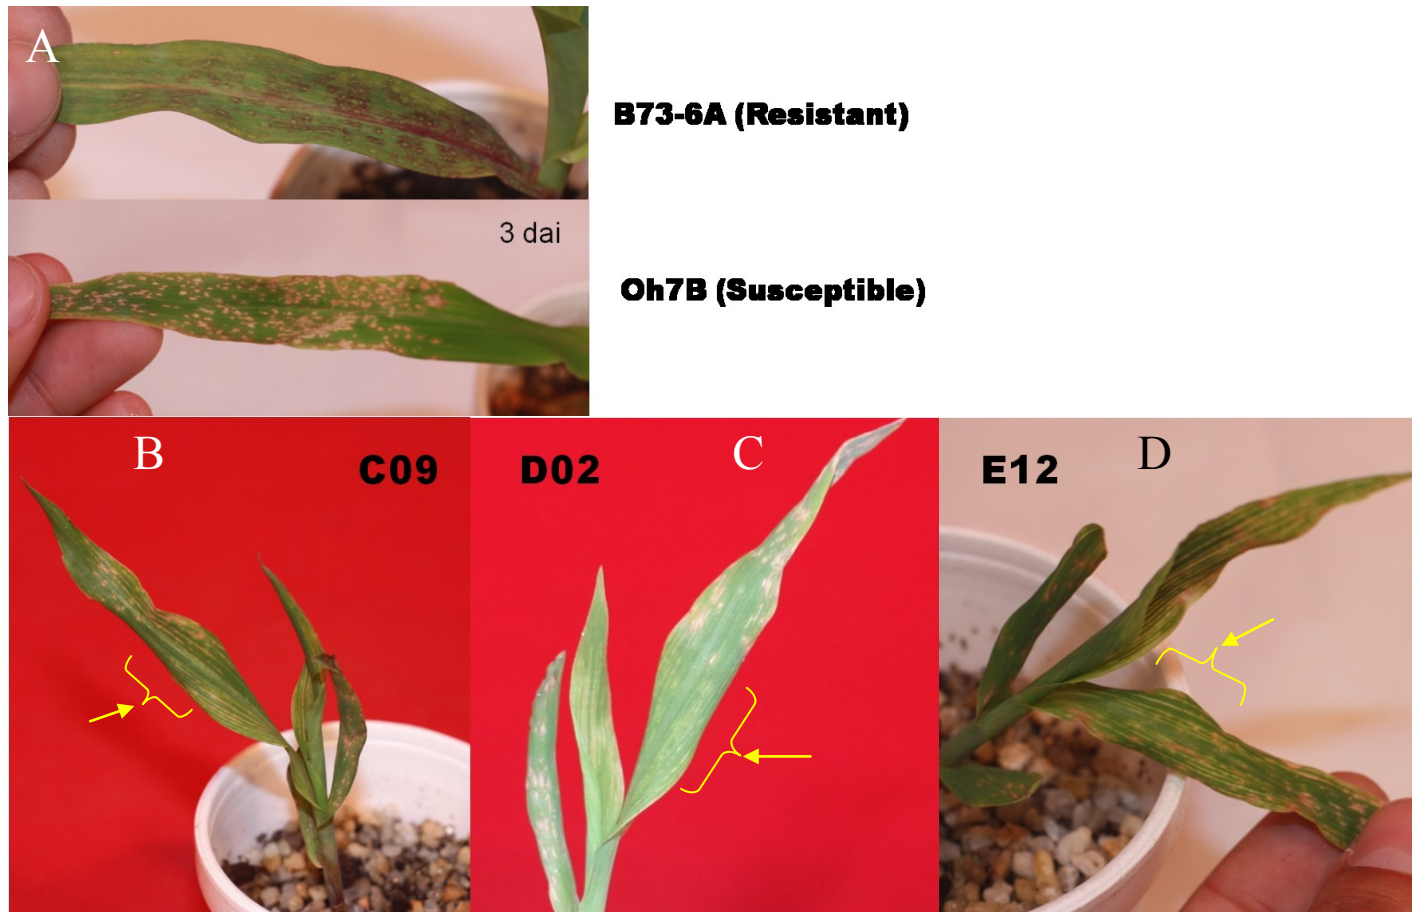 A
B73-6A (Resistant)
3 dai
Oh7B (Susceptible)
B
C09
D02
C
E12
D